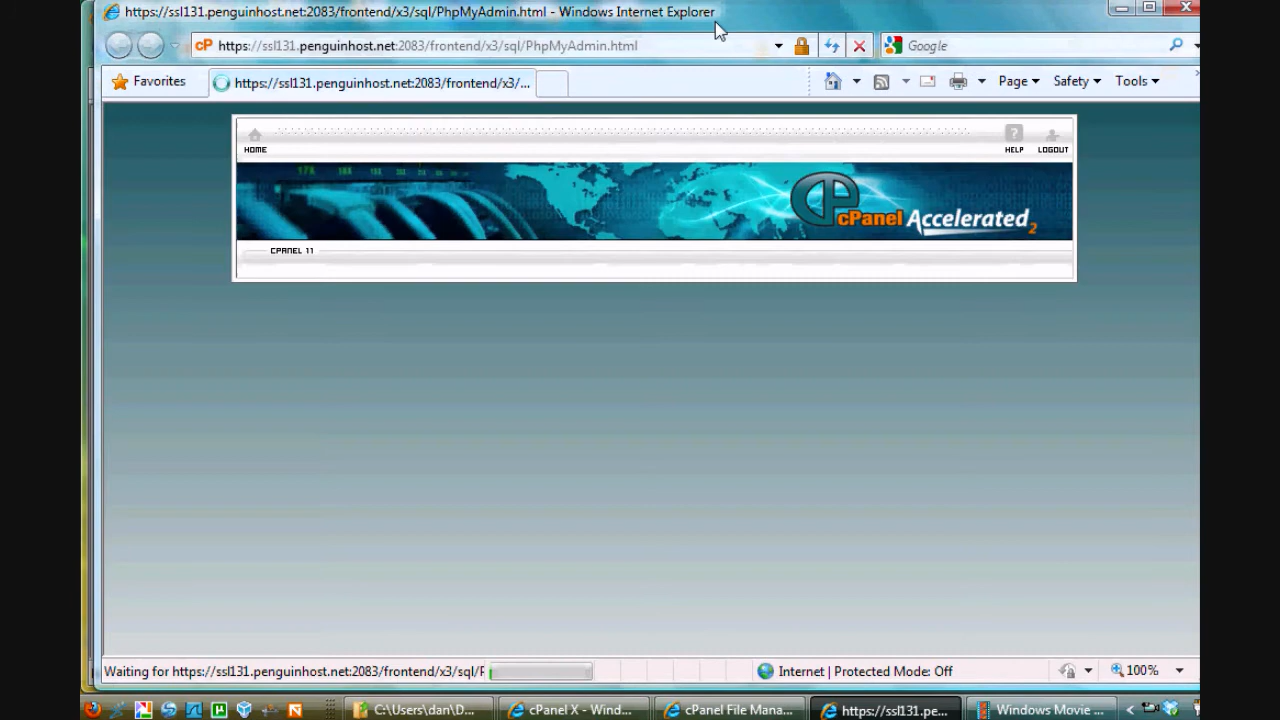 https://ssl131.penguinhost.net:2083/frontend/x3/sql/PhpMyAdmin.html - Windows Internet Explorer
cP https://ssl131.penguinhost.net:2083/frontend/x3/sql/PhpMyAdmin.html
Google
Favorites
https://ssl131.penguinhost.net:2083/frontend/x3/...
Page
Safety
Tools
HOME
HELP
LOGOUT
cPanel Accelerated2
CPANEL 11
Waiting for https://ssl131.penguinhost.net:2083/frontend/x3/sql/P
Internet | Protected Mode: Off
100%
C:\Users\dan\D...
cPanel X - Wind...
cPanel File Mana...
https://ssl131.pe...
Windows Movie ...